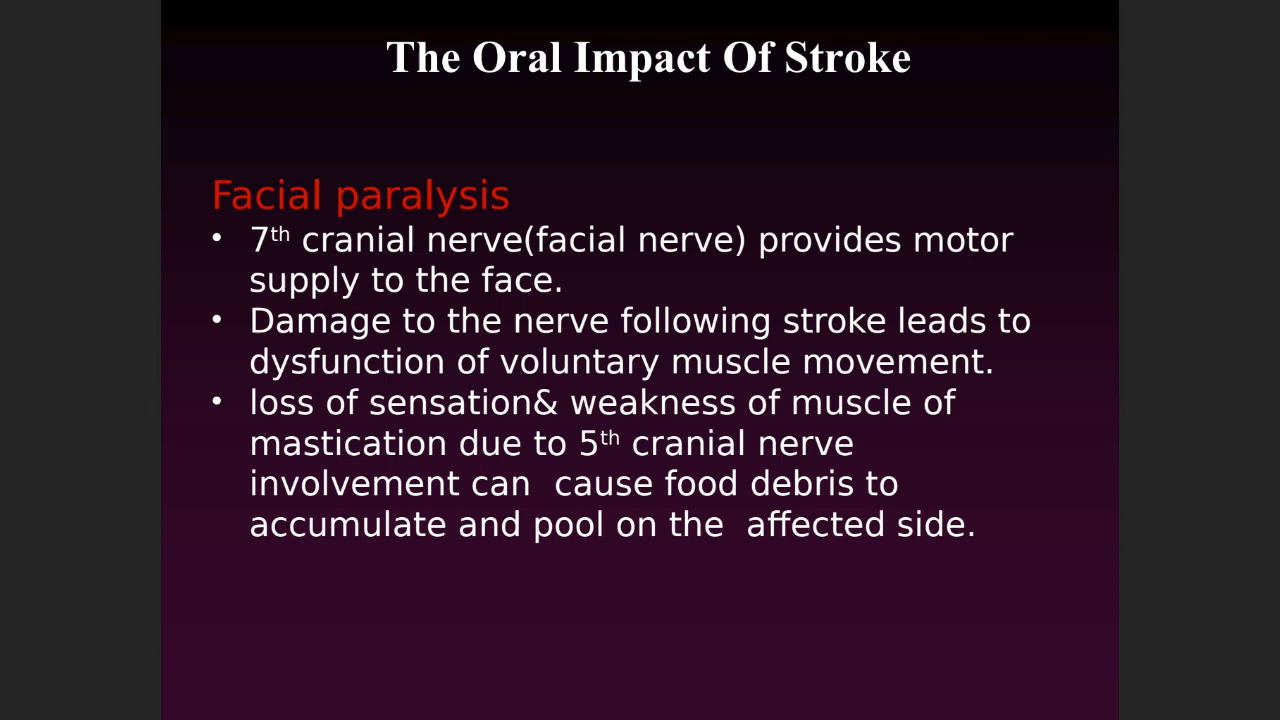 The Oral Impact Of Stroke
Facial paralysis
• 7th cranial nerve(facial nerve) provides motor
supply to the face.
• Damage to the nerve following stroke leads to
dysfunction of voluntary muscle movement.
• loss of sensation& weakness of muscle of
mastication due to 5th cranial nerve
involvement can  cause food debris to
accumulate and pool on the  affected side.